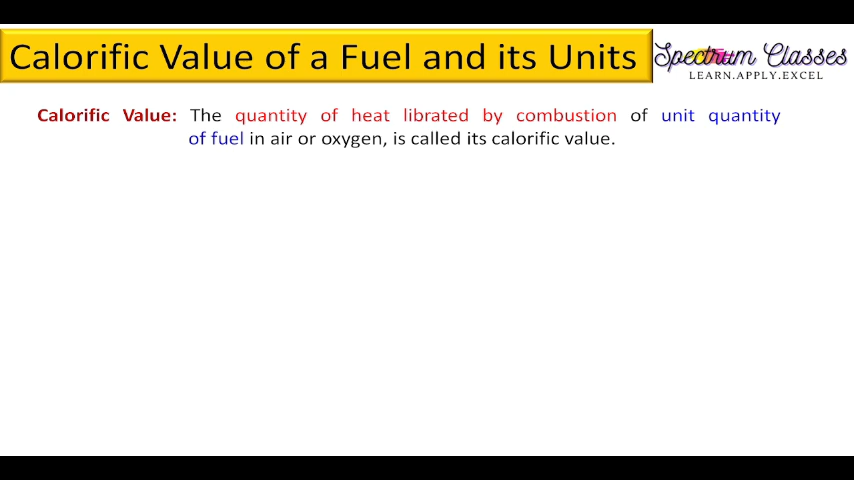 Calorific Value of a Fuel and its Units
Spectrum Classes
LEARN.APPLY.EXCEL
Calorific Value: The quantity of heat librated by combustion of unit quantity
of fuel in air or oxygen, is called its calorific value.